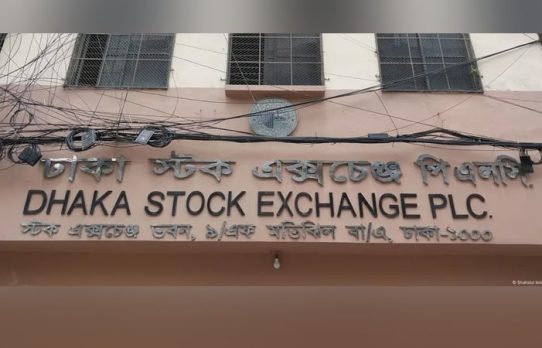 ঢাকা স্টক এক্সচেঞ্জ পিএলসি.
DHAKA STOCK EXCHANGE PLC.
স্টক এক্সচেঞ্জ ভবন, ৯/এফ মতিঝিল বা/এ, ঢাকা-১০০০